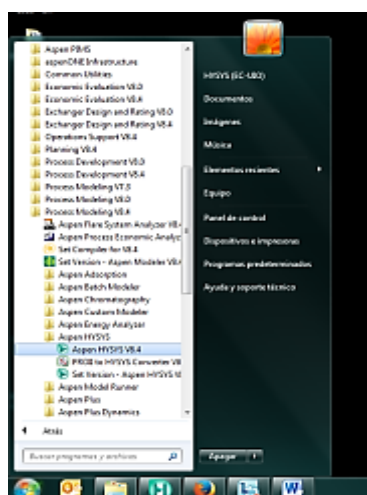 Aspen PIMS
aspenONE Infrastructure
Common Utilities
Economic Evaluation V8.0
Economic Evaluation V8.4
Exchanger Design and Rating V8.0
Exchanger Design and Rating V8.4
Operations Support V8.4
Planning V8.4
Process Development V8.0
Process Development V8.4
Process Modeling V7.3
Process Modeling V8.0
Process Modeling V8.4
Aspen Flare System Analyzer V8.
Aspen Process Economic Analyz
Set Compiler for V8.4
Set Version - Aspen Modeler V8.
Aspen Adsorption
Aspen Batch Modeler
Aspen Chromatography
Aspen Custom Modeler
Aspen Energy Analyzer
Aspen HYSYS
Aspen HYSYS V8.4
PROII to HYSYS Converter V8
Set Version - Aspen HYSYS V8
Aspen Model Runner
Aspen Plus
Aspen Plus Dynamics
Atrás
Buscar programas y archivos
Documentos
Imágenes
Música
Elementos recientes
Equipo
Panel de control
Dispositivos e impresoras
Programas predeterminados
Ayuda y soporte técnico
Apagar